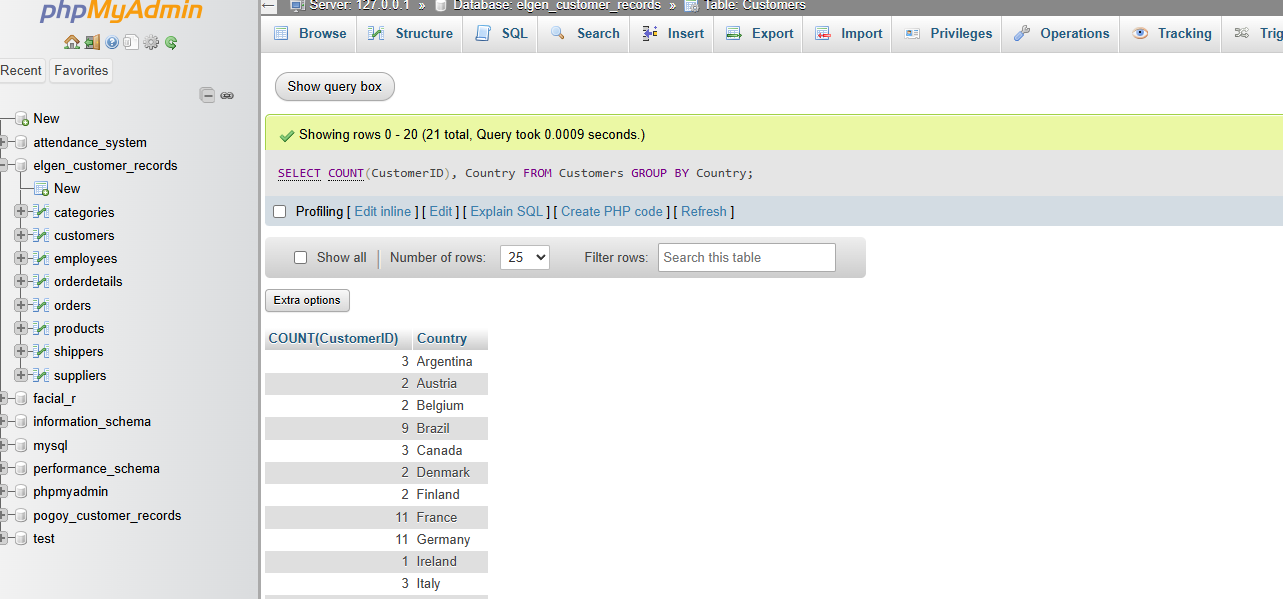 phpMyAdmin
Recent Favorites
New
attendance_system
elgen_customer_records
New
categories
customers
employees
orderdetails
orders
products
shippers
suppliers
facial_r
information_schema
mysql
performance_schema
phpmyadmin
pogoy_customer_records
test
Server: 127.0.0.1 » Database: elgen_customer_records » Table: Customers
Browse Structure SQL Search Insert Export Import Privileges Operations Tracking Trig
Show query box
Showing rows 0 - 20 (21 total, Query took 0.0009 seconds.)
SELECT COUNT(CustomerID), Country FROM Customers GROUP BY Country;
Profiling [ Edit inline ] [ Edit ] [ Explain SQL ] [ Create PHP code ] [ Refresh ]
Show all Number of rows: 25 Filter rows: Search this table
Extra options
COUNT(CustomerID) Country
3 Argentina
2 Austria
2 Belgium
9 Brazil
3 Canada
2 Denmark
2 Finland
11 France
11 Germany
1 Ireland
3 Italy